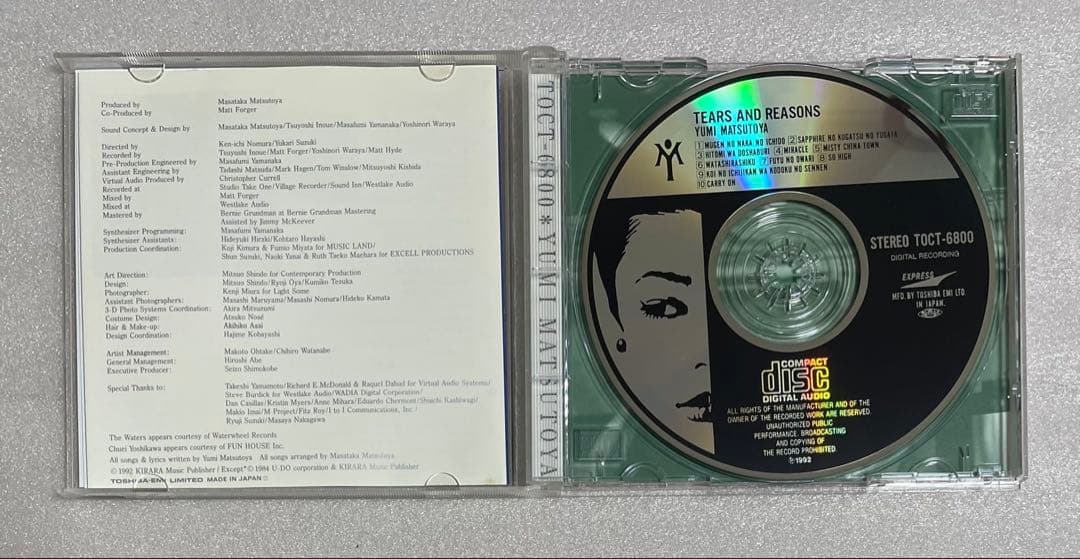 Produced by Masataka Matsutoya
Co-Produced by Matt Forger
Sound Concept & Design by Masataka Matsutoya/Tsuyoshi Inoue/Masafumi Yamanaka/Yoshinori Waraya
Directed by Ken-ichi Nomura/Yukari Suzuki
Recorded by Tsuyoshi Inoue/Matt Forger/Yoshinori Waraya/Matt Hyde
Pre-Production Engineered by Masafumi Yamanaka
Assistant Engineering by Tadashi Matsuda/Mark Hagen/Tom Winslow/Mitsuyoshi Kishida
Virtual Audio Produced by Christopher Currell
Recorded at Studio Take One/Village Recorder/Sound Inn/Westlake Audio
Mixed by Matt Forger
Mixed at Westlake Audio
Mastered by Bernie Grundman at Bernie Grundman Mastering
Assisted by Jimmy McKeever
Synthesizer Programming: Masafumi Yamanaka
Synthesizer Assistants: Hideyuki Hiraki/Kohtaro Hayashi
Production Coordination: Koji Kimura & Fumio Miyata for MUSIC LAND/
Shun Suzuki, Naoki Yanai & Ruth Taeko Maehara for EXCELL PRODUCTIONS
Art Direction: Mitsuo Shindo for Contemporary Production
Design: Mitsuo Shindo/Ryoji Oya/Kumiko Tezuka
Photographer: Kenji Miura for Light Some
Assistant Photographers: Masashi Maruyama/Masashi Nomura/Hideko Kamata
3-D Photo Systems Coordination: Akira Mitsuzumi
Costume Design: Atsuko Nosé
Hair & Make-up: Akihiko Asai
Design Coordination: Hajime Kobayashi
Artist Management: Makoto Ohtake/Chihiro Watanabe
General Management: Hiroshi Abe
Executive Producer: Seizo Shimokobe
Special Thanks to: Takeshi Yamamoto/Richard E.McDonald & Raquel Dabud for Virtual Audio Systems/
Steve Burdick for Westlake Audio/WADIA Digital Corporation/
Dan Casillas/Kristin Myers/Anne Mihara/Eduardo Chermont/Shuichi Kashiwagi/
Makio Imai/M-Project/Fitz Roy/I to I Communications, Inc/
Ryuji Suzuki/Masaya Nakagawa
The Waters appears courtesy of Waterwheel Records
Chuei Yoshikawa appears courtesy of FUN HOUSE Inc.
All songs & lyrics written by Yumi Matsutoya All songs arranged by Masataka Matsutoya
©1992 KIRARA Music Publisher / Except*© 1984 U-DO corporation & KIRARA Music Publisher
TOSHIBA-EMI LIMITED MADE IN JAPAN
TOCT-6800*YUMI MATSUTOYA
TEARS AND REASONS
YUMI MATSUTOYA
1 MUGEN NO NAKA NO ICHIDO 2 SAPPHIRE NO KUGATSU NO YUGATA
3 HITOMI WA DOSHABURI 4 MIRACLE 5 MISTY CHINA TOWN
6 WATASHIRASHIKU 7 FUYU NO OWARI 8 SO HIGH
9 KOI NO ICHIJIKAN WA KODOKU NO SENNEN
10 CARRY ON
STEREO TOCT-6800
DIGITAL RECORDING
EXPRESS
MFD. BY TOSHIBA EMI LTD.
IN JAPAN.
COMPACT
disc
DIGITAL AUDIO
ALL RIGHTS OF THE MANUFACTURER AND OF THE
OWNER OF THE RECORDED WORK ARE RESERVED.
UNAUTHORIZED PUBLIC
PERFORMANCE, BROADCASTING
AND COPYING OF
THE RECORD PROHIBITED.
℗1992